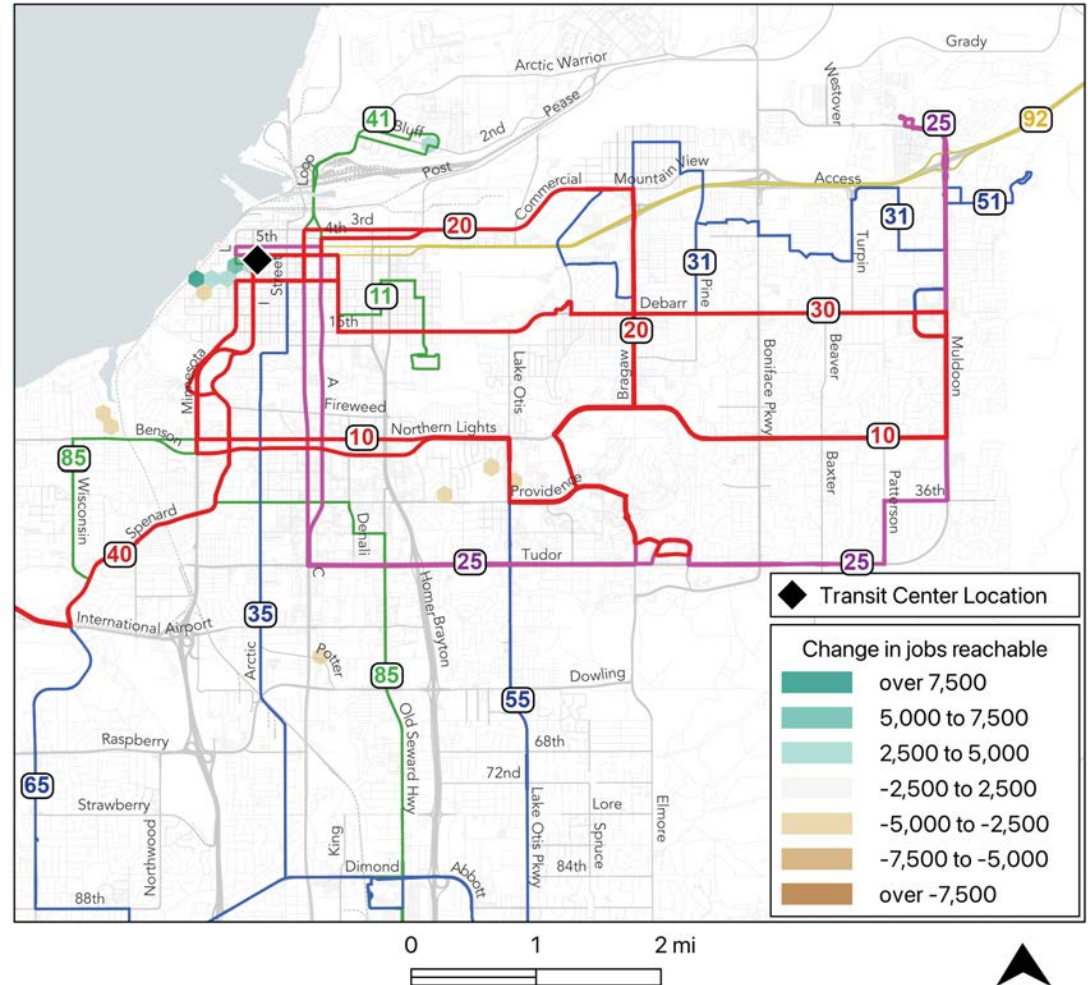 Grady
Arctic Warrior
Westover
Pease
41
Bluff
2nd
25
92
Post
Loop
Mountain View
Access
Commercial
51
3rd
4th
20
31
5th
L
Street
I
Turpin
31
Pine
11
Debarr
30
15th
20
Muldoon
Minnesota
A
Lake Otis
Bragaw
Boniface Pkwy
Beaver
Fireweed
Benson
10
Northern Lights
10
85
Wisconsin
Providence
Baxter
Patterson
36th
Spenard
Denali
40
25
Tudor
25
C
Homer
Brayton
35
International Airport
Arctic
Potter
85
Dowling
55
Old Seward Hwy
68th
Raspberry
72nd
65
Strawberry
Northwood
King
Lake Otis Pkwy
Lore
Spruce
Elmore
Dimond
Abbott
84th
88th
Transit Center Location
Change in jobs reachable
over 7,500
5,000 to 7,500
2,500 to 5,000
-2,500 to 2,500
-5,000 to -2,500
-7,500 to -5,000
over -7,500
0 1 2 mi